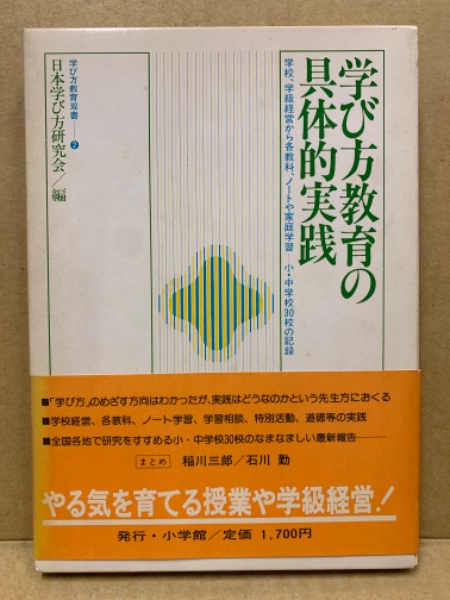 学び方教育の
具体的実践
学校、学級経営から各教科、ノートや家庭学習 小・中学校30校の記録
学び方教育双書──2
日本学び方研究会/編
■「学び方」のめざす方向はわかったが、実践はどうなのかという先生方におくる
■学校経営、各教科、ノート学習、学習相談、特別活動、道徳等の実践
■全国各地で研究をすすめる小・中学校30校のなまなましい最新報告──
まとめ 稲川三郎/石川 勤
やる気を育てる授業や学級経営!
発行・小学館/定価 1,700円